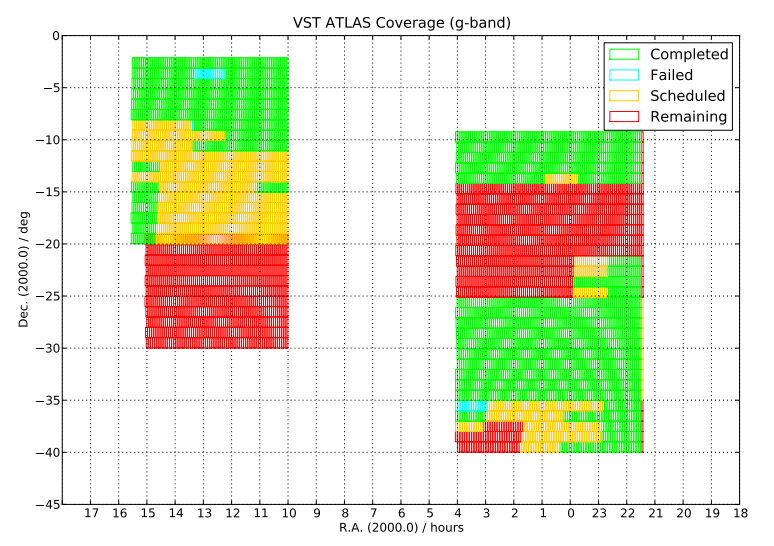 VST ATLAS Coverage (g-band)
Completed
Failed
Scheduled
Remaining
0
−5
−10
−15
−20
−25
−30
−35
−40
−45
Dec. (2000.0) / deg
17 16 15 14 13 12 11 10 9 8 7 6 5 4 3 2 1 0 23 22 21 20 19 18
R.A. (2000.0) / hours